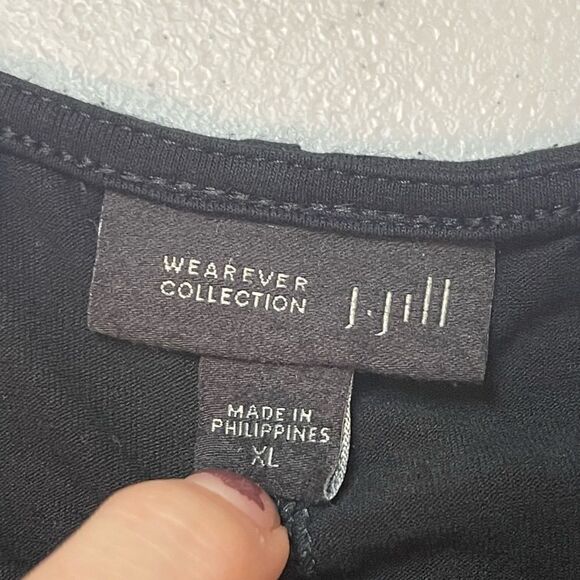 WEAREVER
COLLECTION
J.Jill
MADE IN
PHILIPPINES
XL